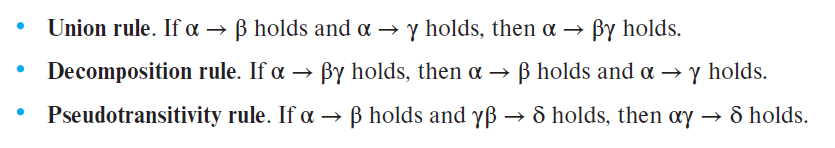 • Union rule. If α → β holds and α → γ holds, then α → βγ holds.
• Decomposition rule. If α → βγ holds, then α → β holds and α → γ holds.
• Pseudotransitivity rule. If α → β holds and γβ → δ holds, then αγ → δ holds.